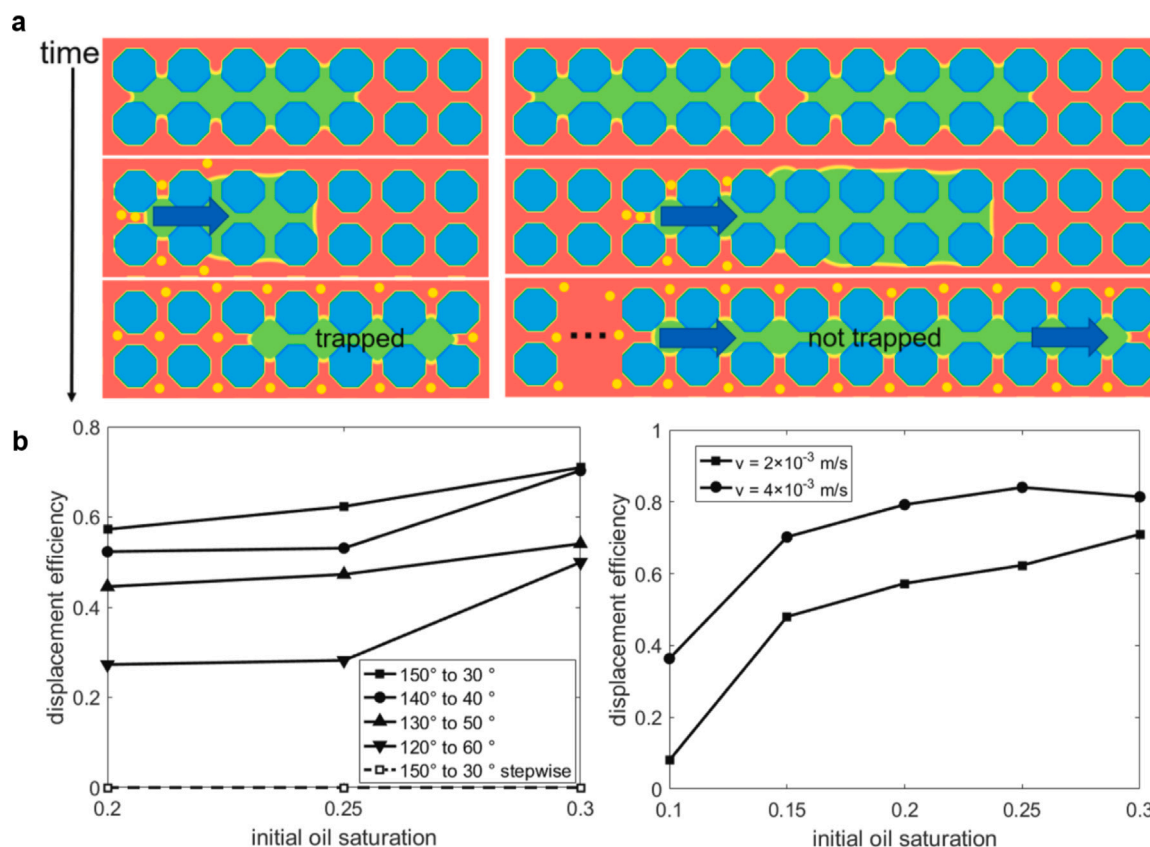 a
time
trapped
...
not trapped
b
0.8
0.6
0.4
0.2
0
displacement efficiency
150° to 30 °
140° to 40 °
130° to 50 °
120° to 60 °
150° to 30 ° stepwise
0.2
0.25
0.3
initial oil saturation
1
0.8
0.6
0.4
0.2
0
displacement efficiency
v = 2×10⁻³ m/s
v = 4×10⁻³ m/s
0.1
0.15
0.2
0.25
0.3
initial oil saturation